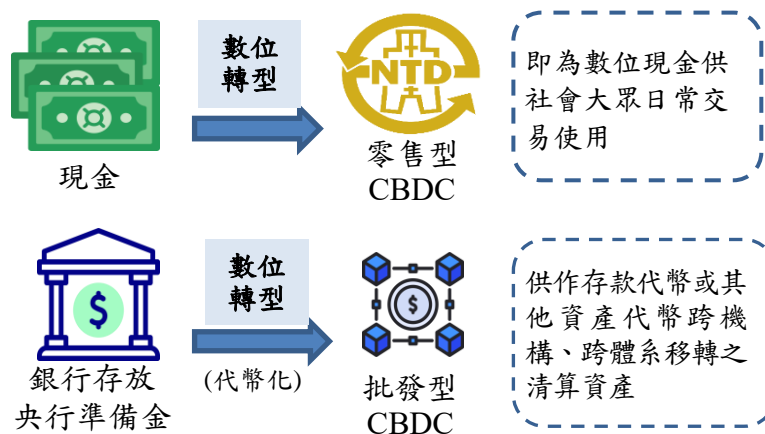 數位
轉型
NTD
現金
零售型
CBDC
即為數位現金供
社會大眾日常交
易使用
數位
轉型
$
$
銀行存放
央行準備金
(代幣化)
批發型
CBDC
供作存款代幣或其
他資產代幣跨機
構、跨體系移轉之
清算資產